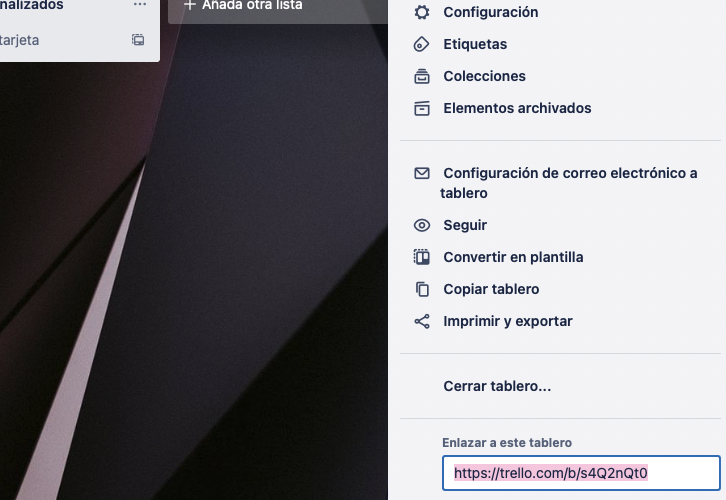 nalizados
tarjeta
+ Añada otra lista
Configuración
Etiquetas
Colecciones
Elementos archivados
Configuración de correo electrónico a
tablero
Seguir
Convertir en plantilla
Copiar tablero
Imprimir y exportar
Cerrar tablero...
Enlazar a este tablero
https://trello.com/b/s4Q2nQt0